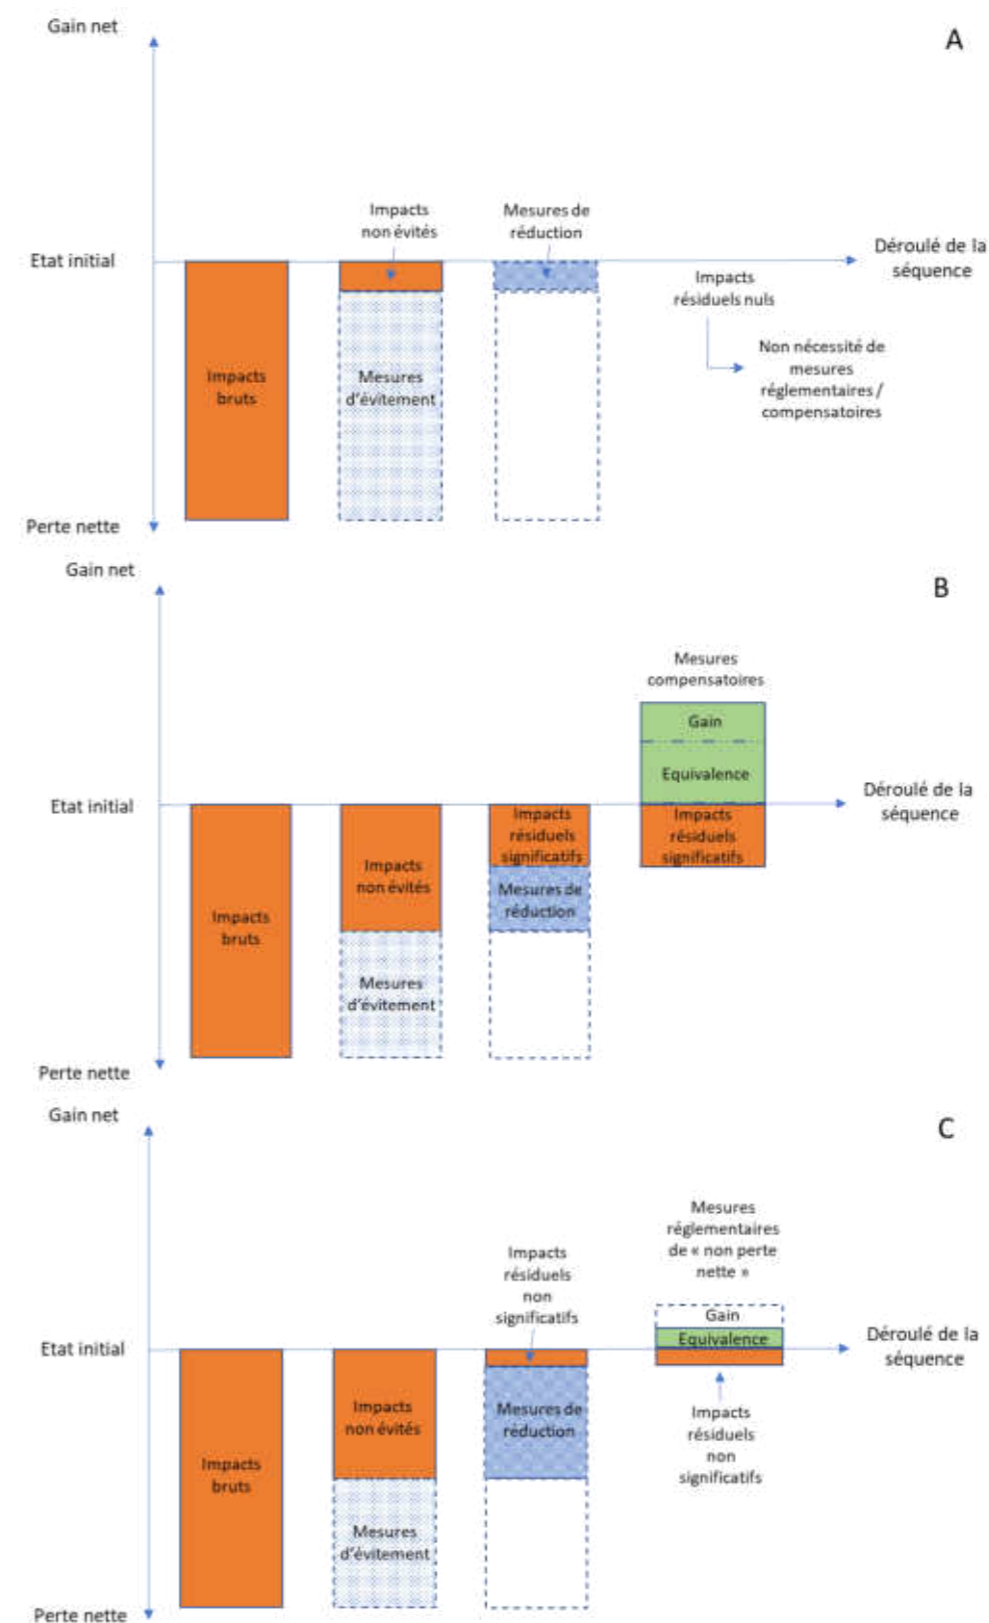 Gain net
A
Impacts
non évités
Mesures de
réduction
Etat initial
Déroulé de la
séquence
Impacts
résiduels nuls
Non nécessité de
mesures
réglementaires /
compensatoires
Impacts
bruts
Mesures
d'évitement
Perte nette
Gain net
B
Mesures
compensatoires
Gain
Equivalence
Etat initial
Déroulé de la
séquence
Impacts
résiduels
significatifs
Impacts
résiduels
significatifs
Impacts
non évités
Mesures de
réduction
Impacts
bruts
Mesures
d'évitement
Perte nette
Gain net
C
Mesures
réglementaires
de « non perte
nette »
Impacts
résiduels
non
significatifs
Gain
Equivalence
Etat initial
Déroulé de la
séquence
Impacts
non évités
Mesures de
réduction
Impacts
résiduels
non
significatifs
Impacts
bruts
Mesures
d'évitement
Perte nette